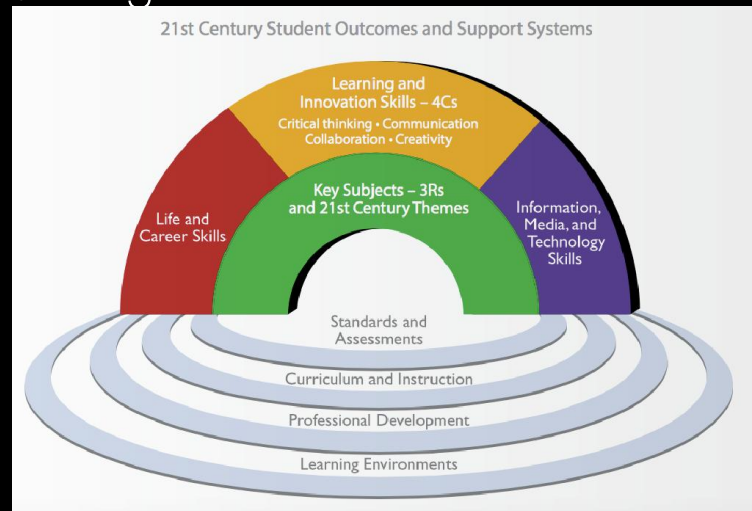 21st Century Student Outcomes and Support Systems
Learning and
Innovation Skills – 4Cs
Critical thinking • Communication
Collaboration • Creativity
Key Subjects – 3Rs
and 21st Century Themes
Life and
Career Skills
Information,
Media, and
Technology
Skills
Standards and
Assessments
Curriculum and Instruction
Professional Development
Learning Environments